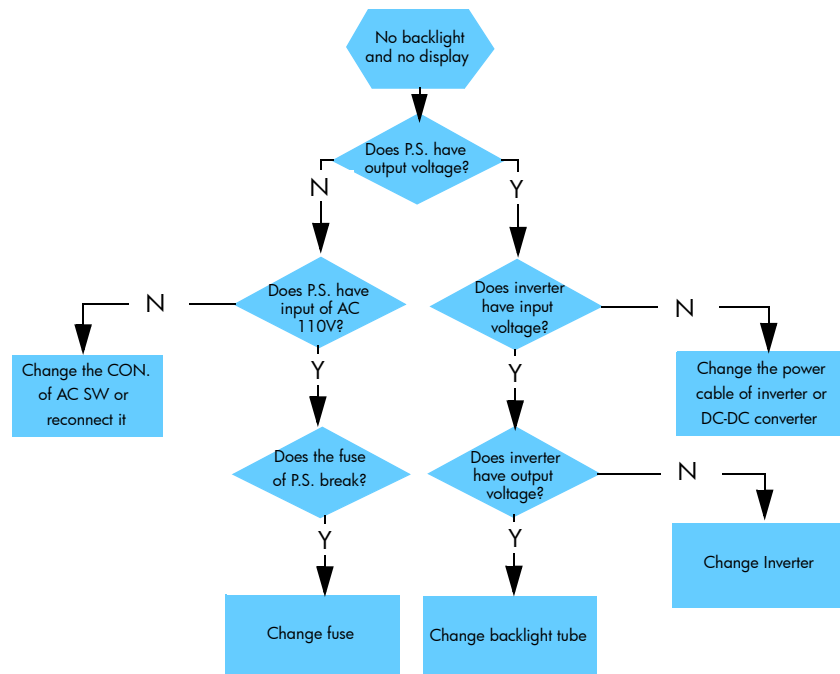 No backlight
and no display
Does P.S. have
output voltage?
N
Y
Does P.S. have
input of AC
110V?
Does inverter
have input
voltage?
N
N
Change the CON.
of AC SW or
reconnect it
Y
Y
Change the power
cable of inverter or
DC-DC converter
Does the fuse
of P.S. break?
Does inverter
have output
voltage?
N
Y
Y
Change Inverter
Change fuse
Change backlight tube